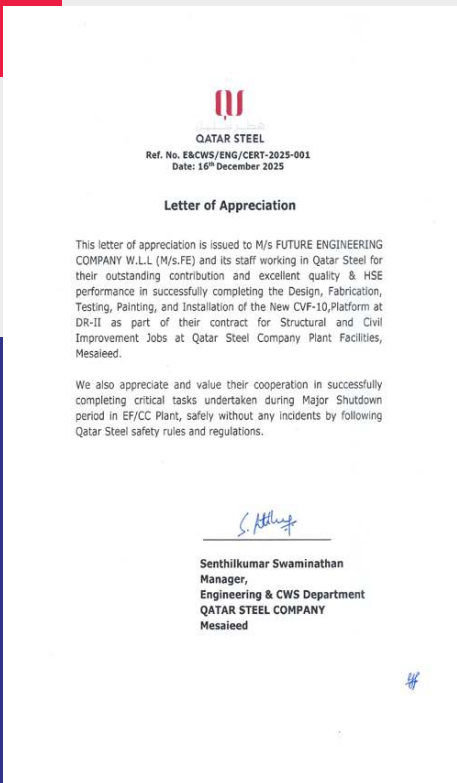 QATAR STEEL
Ref. No. E&CWS/ENG/CERT-2025-001
Date: 16th December 2025
Letter of Appreciation
This letter of appreciation is issued to M/s FUTURE ENGINEERING
COMPANY W.L.L (M/s.FE) and its staff working in Qatar Steel for
their outstanding contribution and excellent quality & HSE
performance in successfully completing the Design, Fabrication,
Testing, Painting, and Installation of the New CVF-10,Platform at
DR-II as part of their contract for Structural and Civil
Improvement Jobs at Qatar Steel Company Plant Facilities,
Mesaieed.
We also appreciate and value their cooperation in successfully
completing critical tasks undertaken during Major Shutdown
period in EF/CC Plant, safely without any incidents by following
Qatar Steel safety rules and regulations.
Senthilkumar Swaminathan
Manager,
Engineering & CWS Department
QATAR STEEL COMPANY
Mesaieed